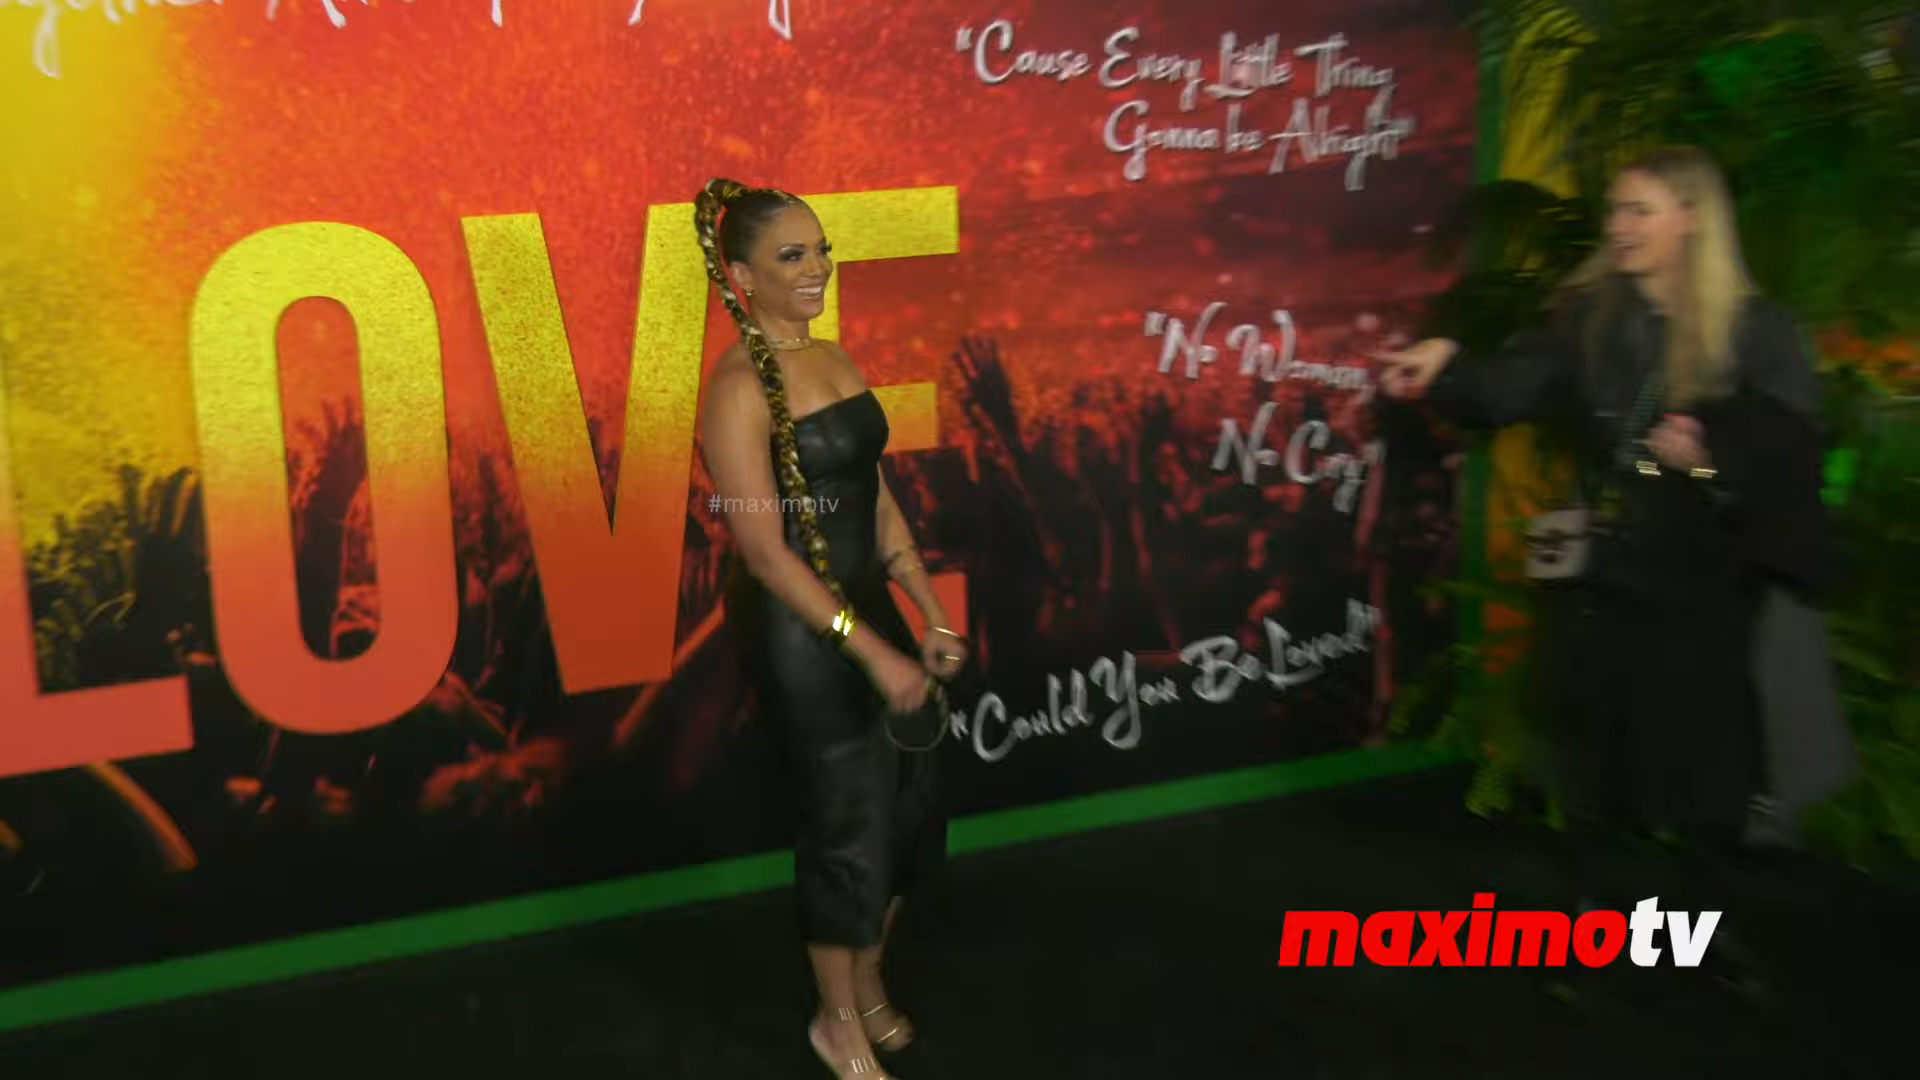 "Cause Every Little Thing
Gonna be Alright"
LOVE
"No Woman,
No Cry"
#maximotv
"Could You Be Loved"
maximotv